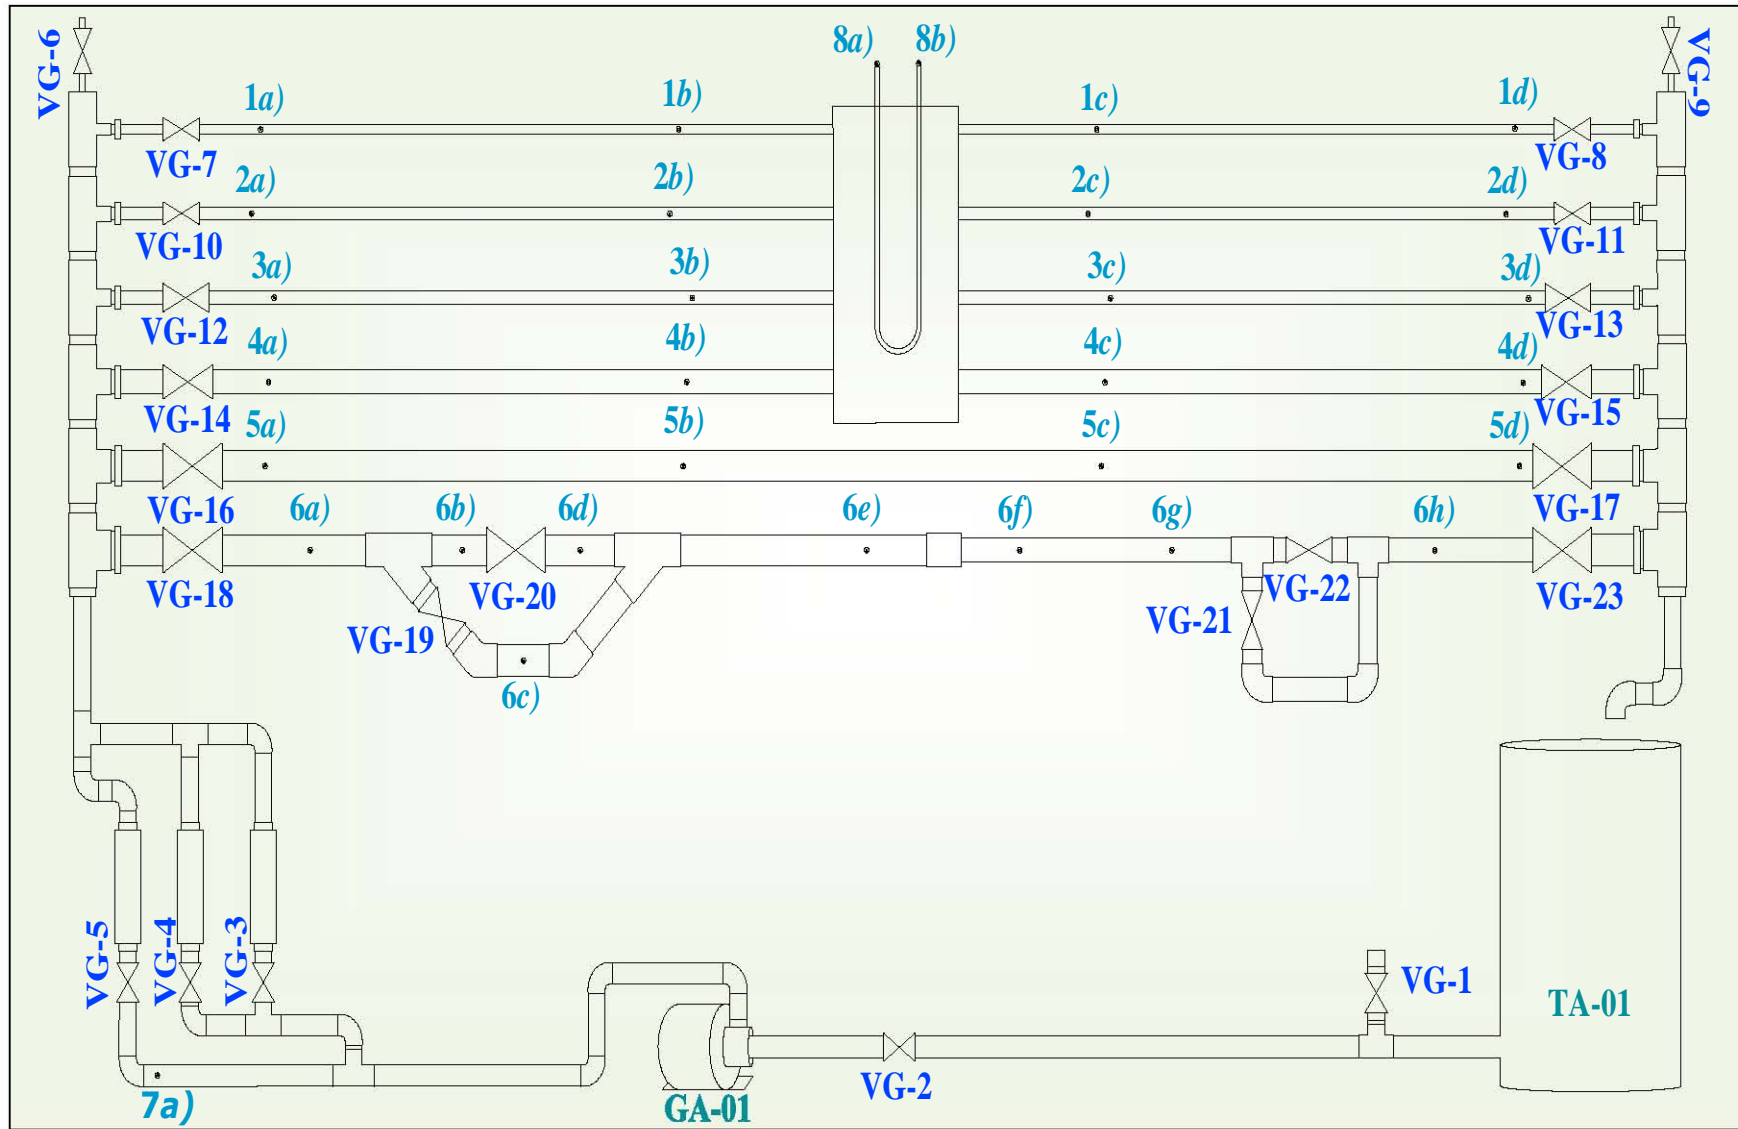 8a) 8b)
VG-6 VG-9
1a) 1b) 1c) 1d)
VG-7 VG-8
2a) 2b) 2c) 2d)
VG-10 VG-11
3a) 3b) 3c) 3d)
VG-12 VG-13
4a) 4b) 4c) 4d)
VG-14 VG-15
5a) 5b) 5c) 5d)
VG-16 VG-17
6a) 6b) 6d) 6e) 6f) 6g) 6h)
VG-18 VG-20 VG-22 VG-23
VG-19 VG-21
6c)
VG-5 VG-4 VG-3
VG-1 TA-01
VG-2
7a) GA-01